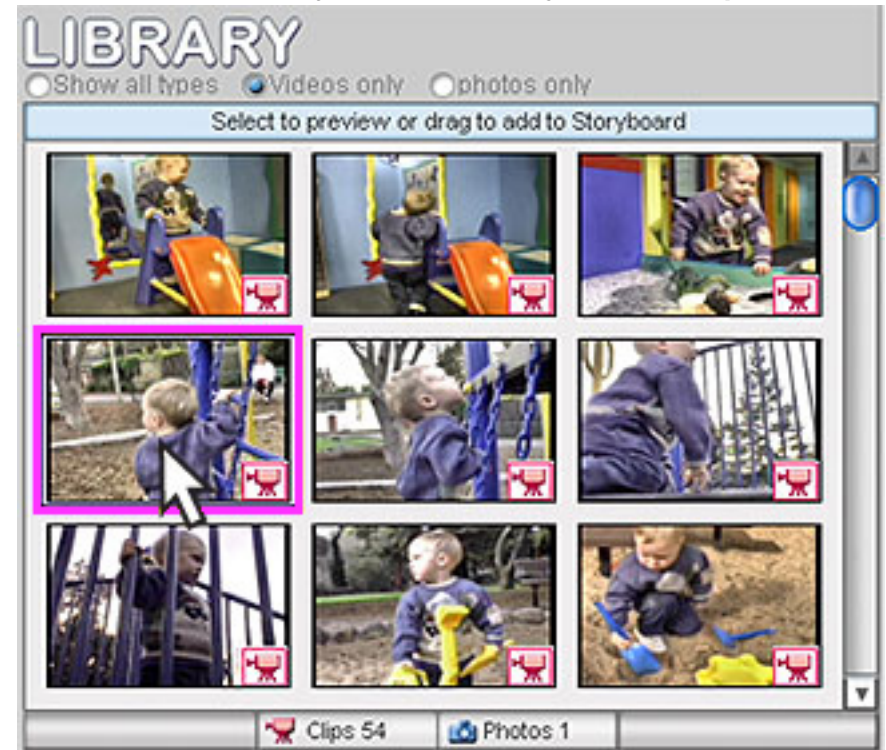 LIBRARY
Show all types Videos only photos only
Select to preview or drag to add to Storyboard
Clips 54 Photos 1